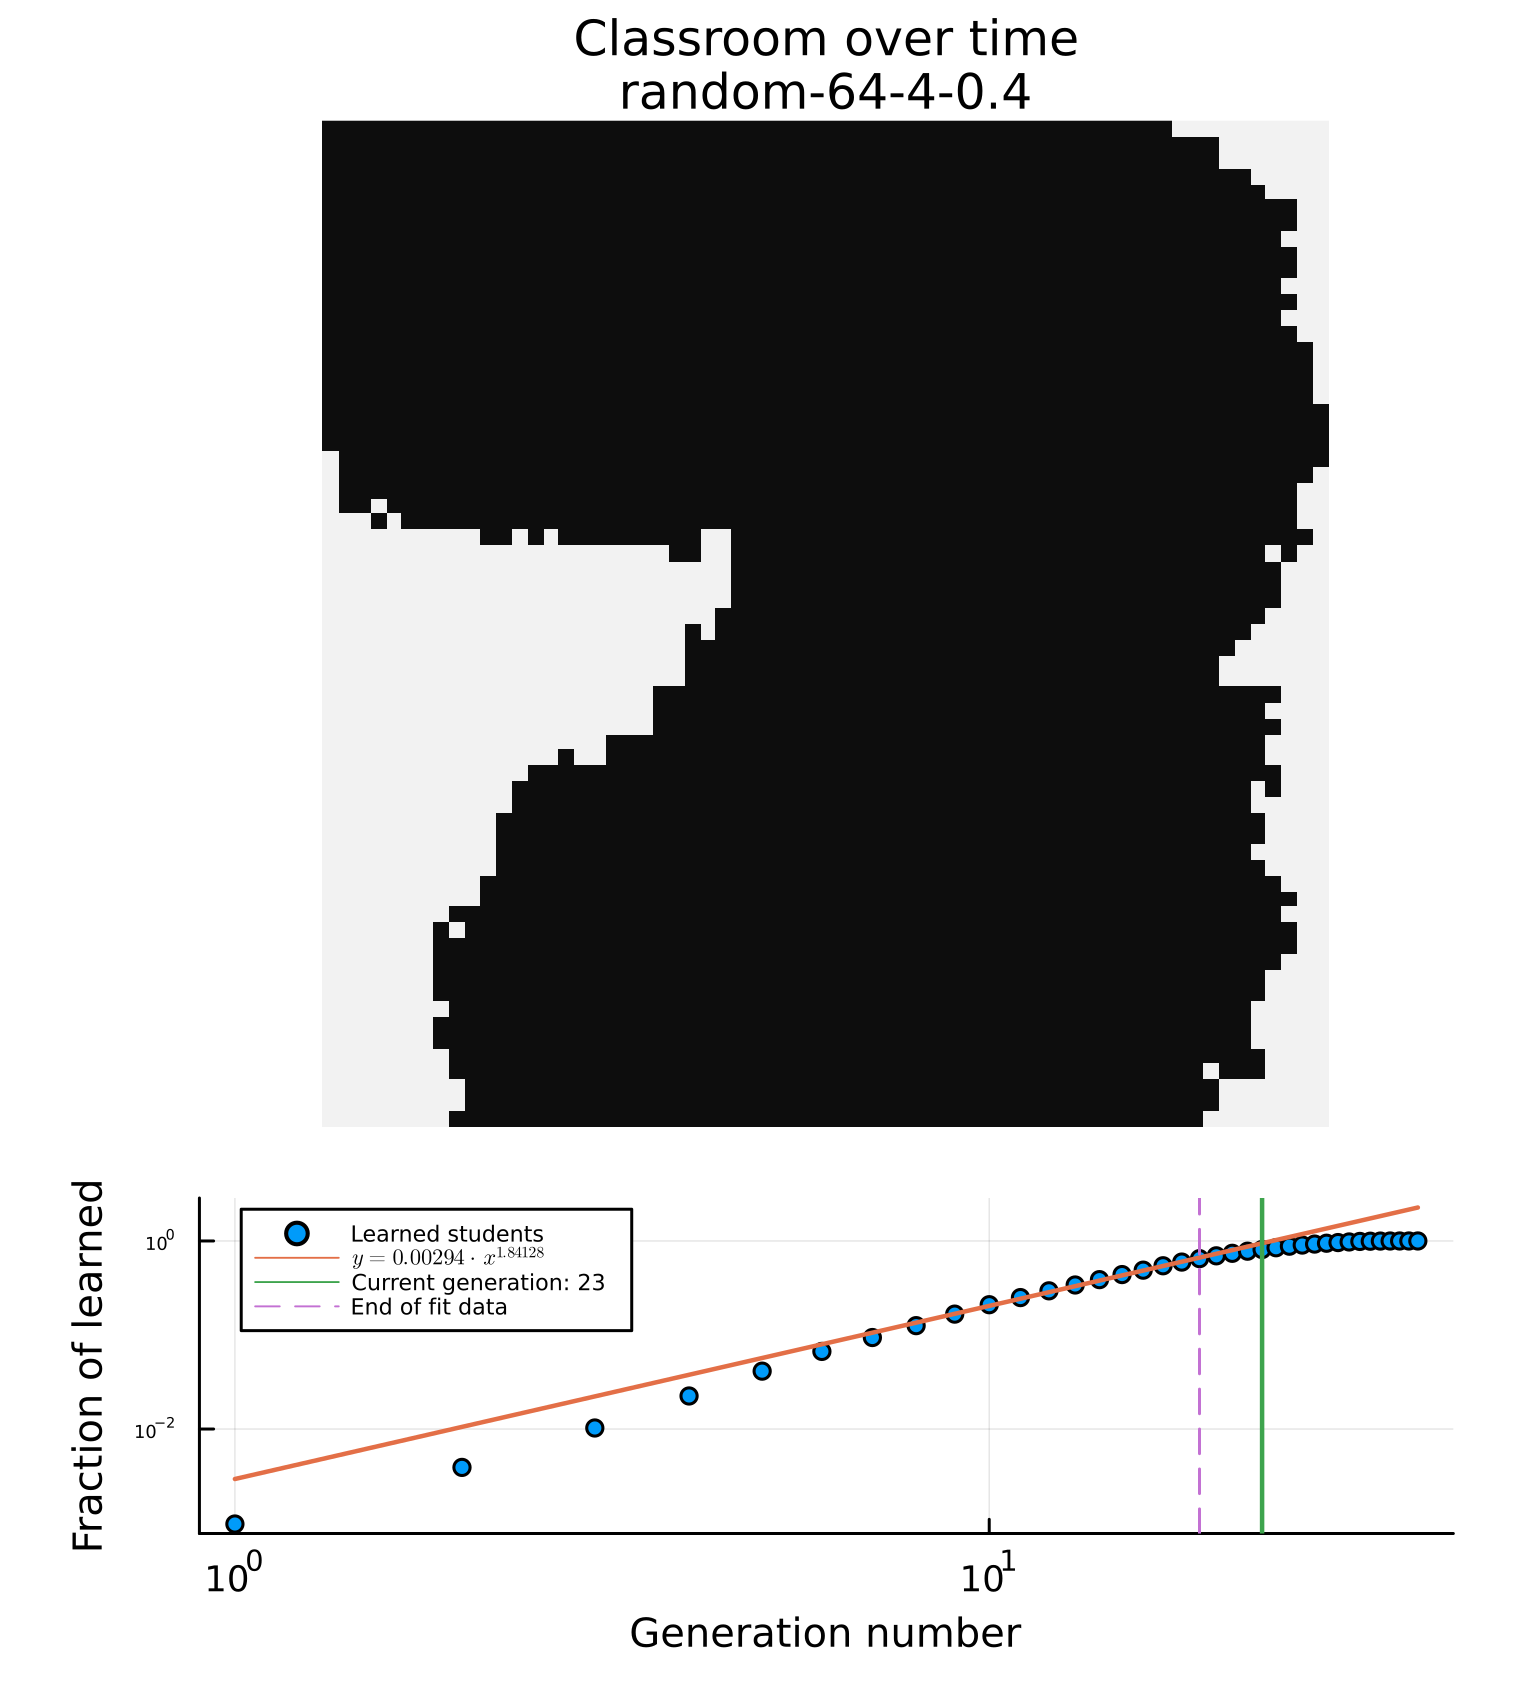 Classroom over time
random-64-4-0.4
Learned students
y = 0.00294 · x^1.84128
Current generation: 23
End of fit data
Fraction of learned
10^0
10^−2
10^0
10^1
Generation number